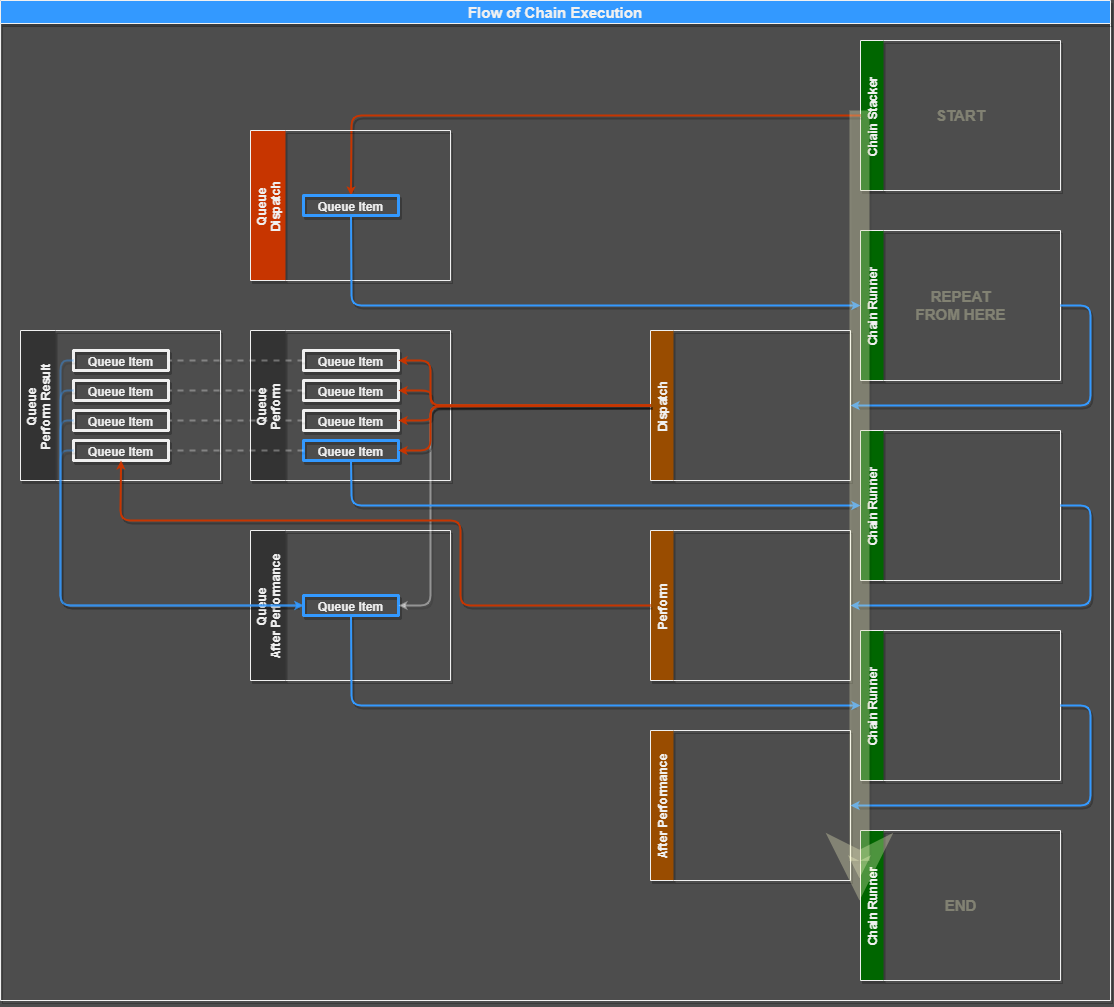 Flow of Chain Execution
Chain Stacker
START
Queue
Dispatch
Queue Item
Chain Runner
REPEAT
FROM HERE
Queue
Perform Result
Queue Item
Queue Item
Queue Item
Queue Item
Queue
Perform
Queue Item
Queue Item
Queue Item
Queue Item
Dispatch
Chain Runner
Queue
After Performance
Queue Item
Perform
Chain Runner
After Performance
Chain Runner
END